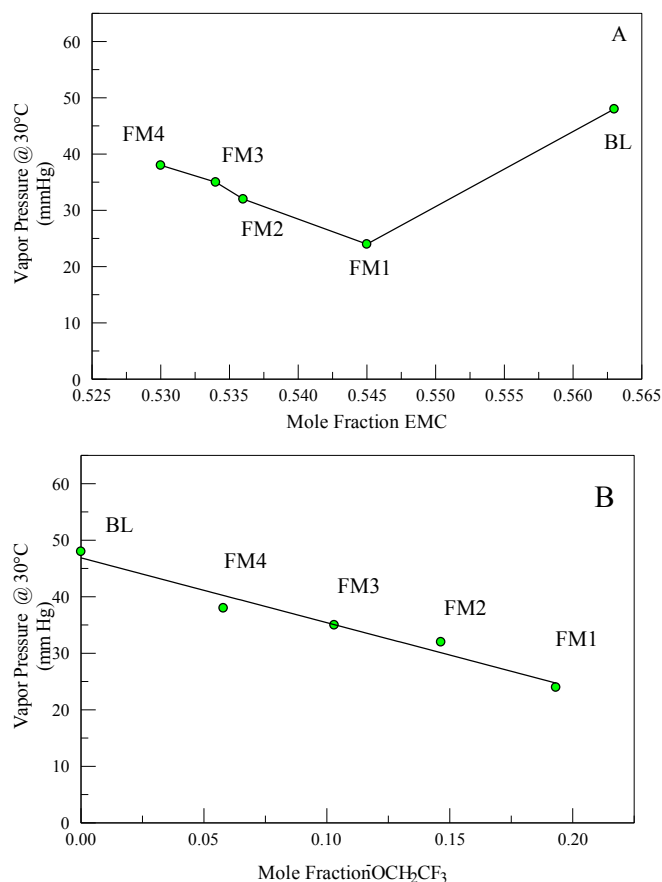 A
60
50
40
30
20
10
0
Vapor Pressure @ 30°C
(mmHg)
FM4
FM3
FM2
FM1
BL
0.525 0.530 0.535 0.540 0.545 0.550 0.555 0.560 0.565
Mole Fraction EMC
B
60
50
40
30
20
10
0
Vapor Pressure @ 30°C
(mm Hg)
BL
FM4
FM3
FM2
FM1
0.00 0.05 0.10 0.15 0.20
Mole Fraction⁻OCH₂CF₃